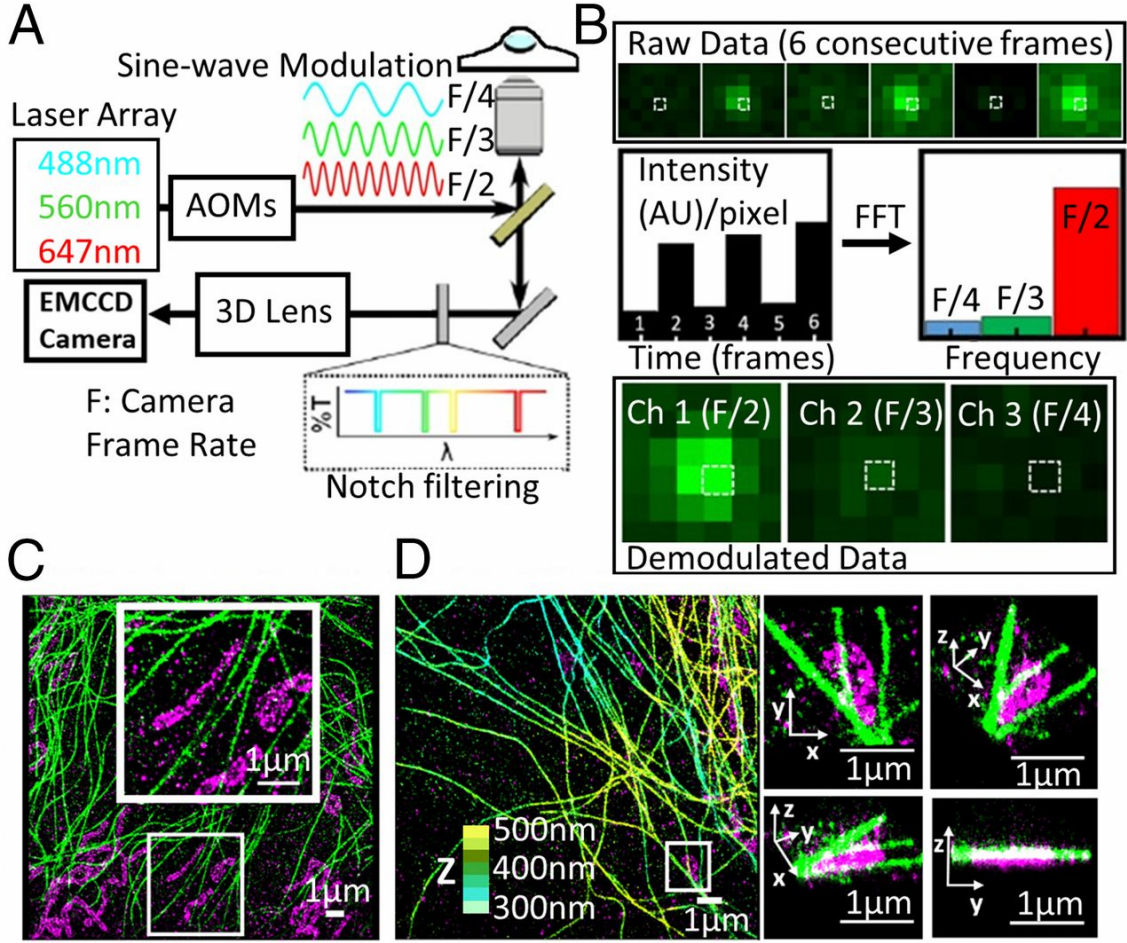 A
Sine-wave Modulation
Laser Array
488nm
560nm
647nm
AOMs
F/4
F/3
F/2
EMCCD
Camera
3D Lens
F: Camera
Frame Rate
%T
λ
Notch filtering
B
Raw Data (6 consecutive frames)
Intensity
(AU)/pixel
1 2 3 4 5 6
Time (frames)
FFT
F/4 F/3 F/2
Frequency
Ch 1 (F/2) Ch 2 (F/3) Ch 3 (F/4)
Demodulated Data
C
1μm
1μm
D
Z
500nm
400nm
300nm
1μm
y
x
1μm
z
y
x
1μm
z
y
x
1μm
z
y
1μm